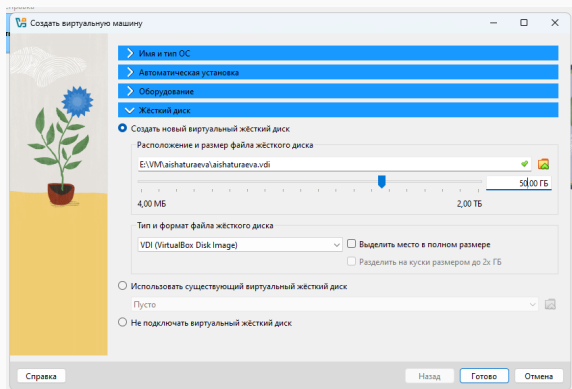 Создать виртуальную машину
Имя и тип ОС
Автоматическая установка
Оборудование
Жёсткий диск
Создать новый виртуальный жёсткий диск
Расположение и размер файла жёсткого диска
E:\VM\aishaturaeva\aishaturaeva.vdi
50,00 ГБ
4,00 МБ 2,00 ТБ
Тип и формат файла жёсткого диска
VDI (VirtualBox Disk Image) Выделить место в полном размере
Разделить на куски размером до 2х ГБ
Использовать существующий виртуальный жёсткий диск
Пусто
Не подключать виртуальный жёсткий диск
Справка Назад Готово Отмена